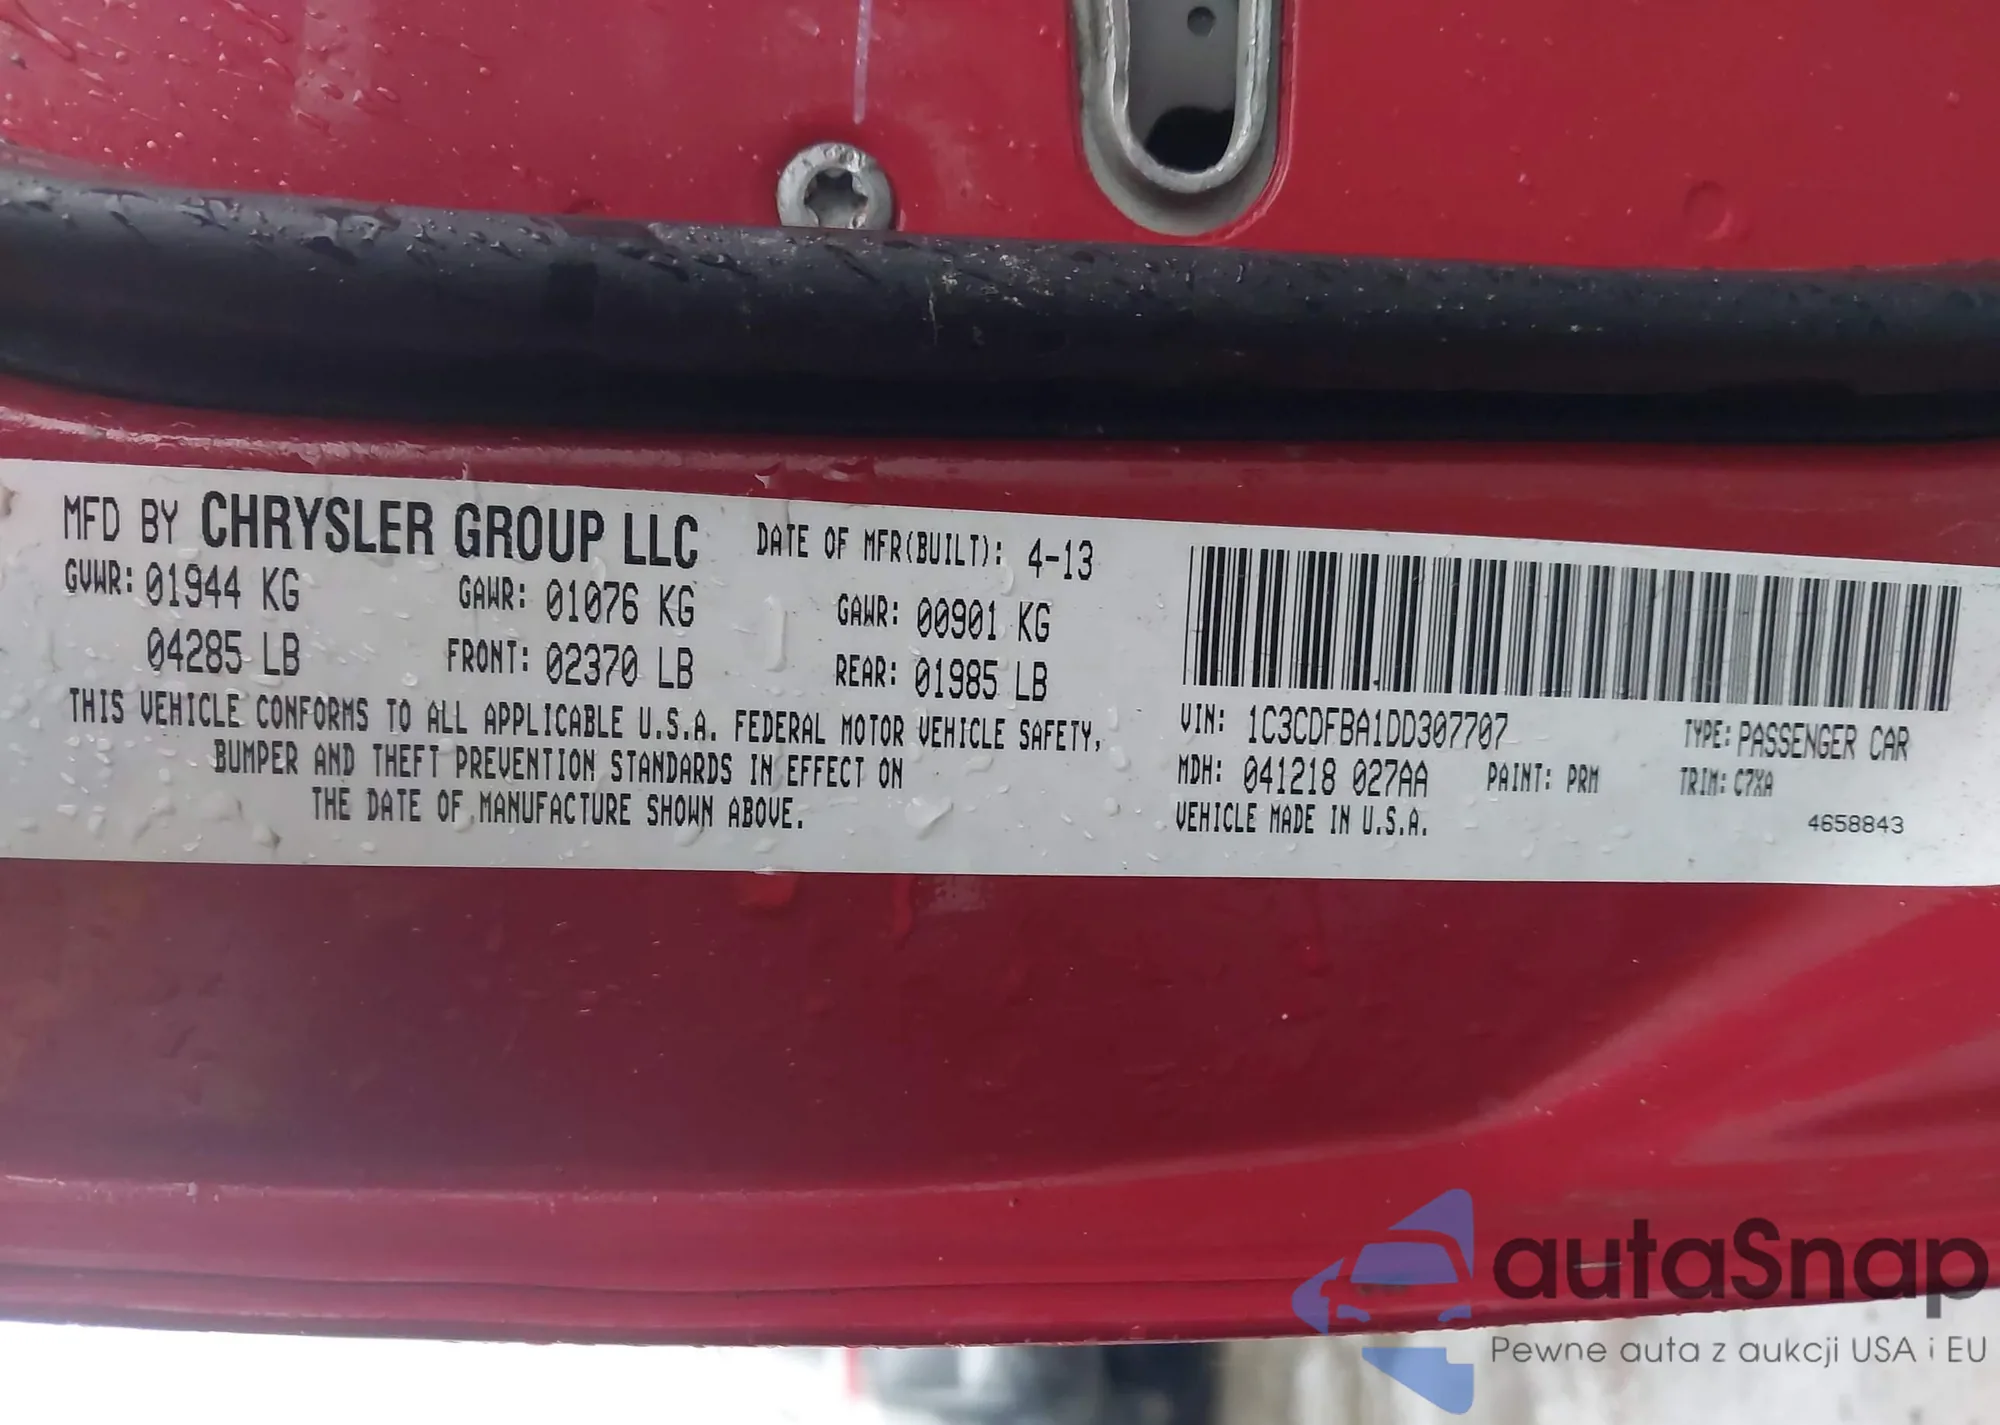 MFD BY CHRYSLER GROUP LLC DATE OF MFR(BUILT): 4-13
GVWR: 01944 KG GAWR: 01076 KG GAWR: 00901 KG
04285 LB FRONT: 02370 LB REAR: 01985 LB
THIS VEHICLE CONFORMS TO ALL APPLICABLE U.S.A. FEDERAL MOTOR VEHICLE SAFETY,
BUMPER AND THEFT PREVENTION STANDARDS IN EFFECT ON
THE DATE OF MANUFACTURE SHOWN ABOVE.
VIN: 1C3CDFBA1DD307707 TYPE: PASSENGER CAR
MDH: 041218 027AA PAINT: PRM TRIM: C7XA
VEHICLE MADE IN U.S.A. 4658843
autaSnap
Pewne auta z aukcji USA i EU